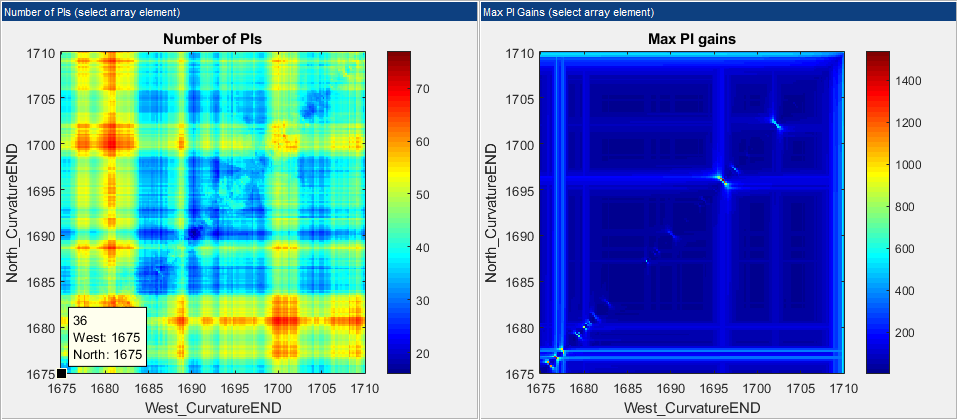 Number of PIs (select array element)
Number of PIs
North_CurvatureEND
1710
1705
1700
1695
1690
1685
1680
1675
36
West: 1675
North: 1675
1675 1680 1685 1690 1695 1700 1705 1710
West_CurvatureEND
70
60
50
40
30
20
Max PI Gains (select array element)
Max PI gains
North_CurvatureEND
1710
1705
1700
1695
1690
1685
1680
1675
1675 1680 1685 1690 1695 1700 1705 1710
West_CurvatureEND
1400
1200
1000
800
600
400
200